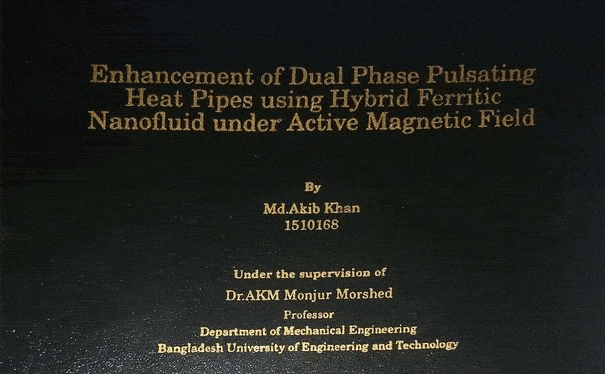 Enhancement of Dual Phase Pulsating
Heat Pipes using Hybrid Ferritic
Nanofluid under Active Magnetic Field
By
Md.Akib Khan
1510168
Under the supervision of
Dr.AKM Monjur Morshed
Professor
Department of Mechanical Engineering
Bangladesh University of Engineering and Technology